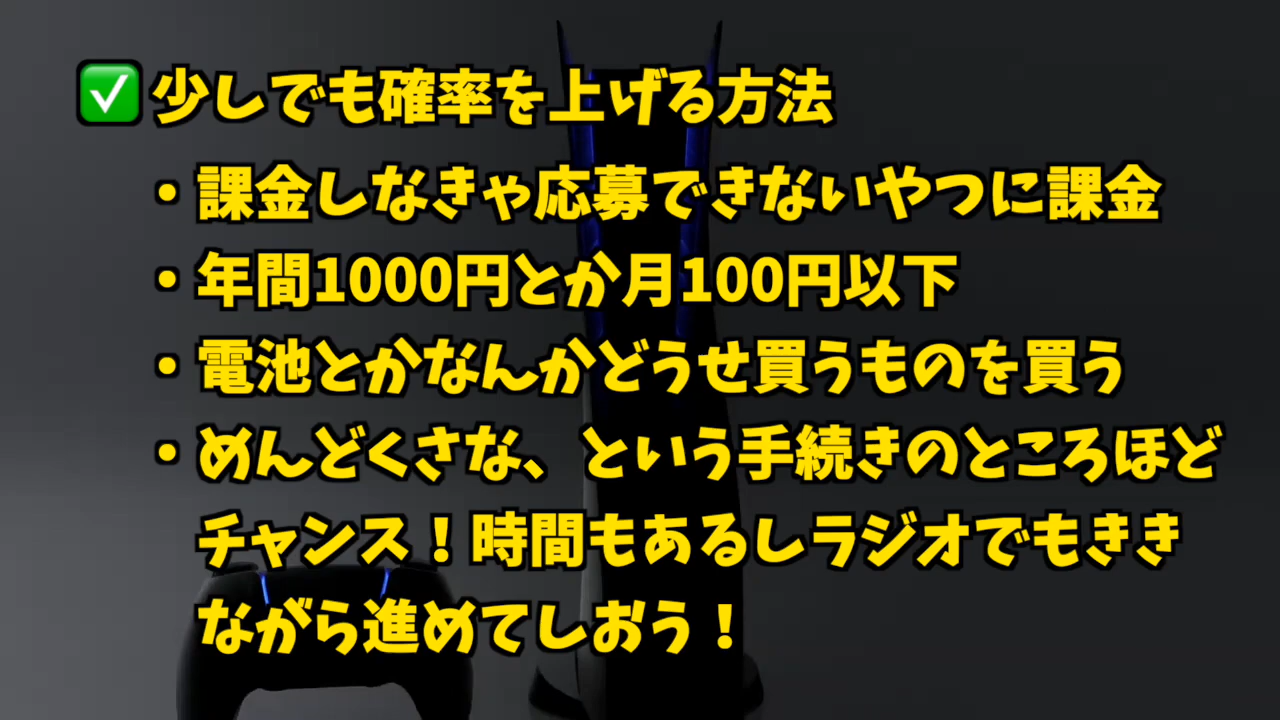 ✅少しでも確率を上げる方法
・課金しなきゃ応募できないやつに課金
・年間1000円とか月100円以下
・電池とかなんかどうせ買うものを買う
・めんどくさな、という手続きのところほど
チャンス！時間もあるしラジオでもきき
ながら進めてしおう！